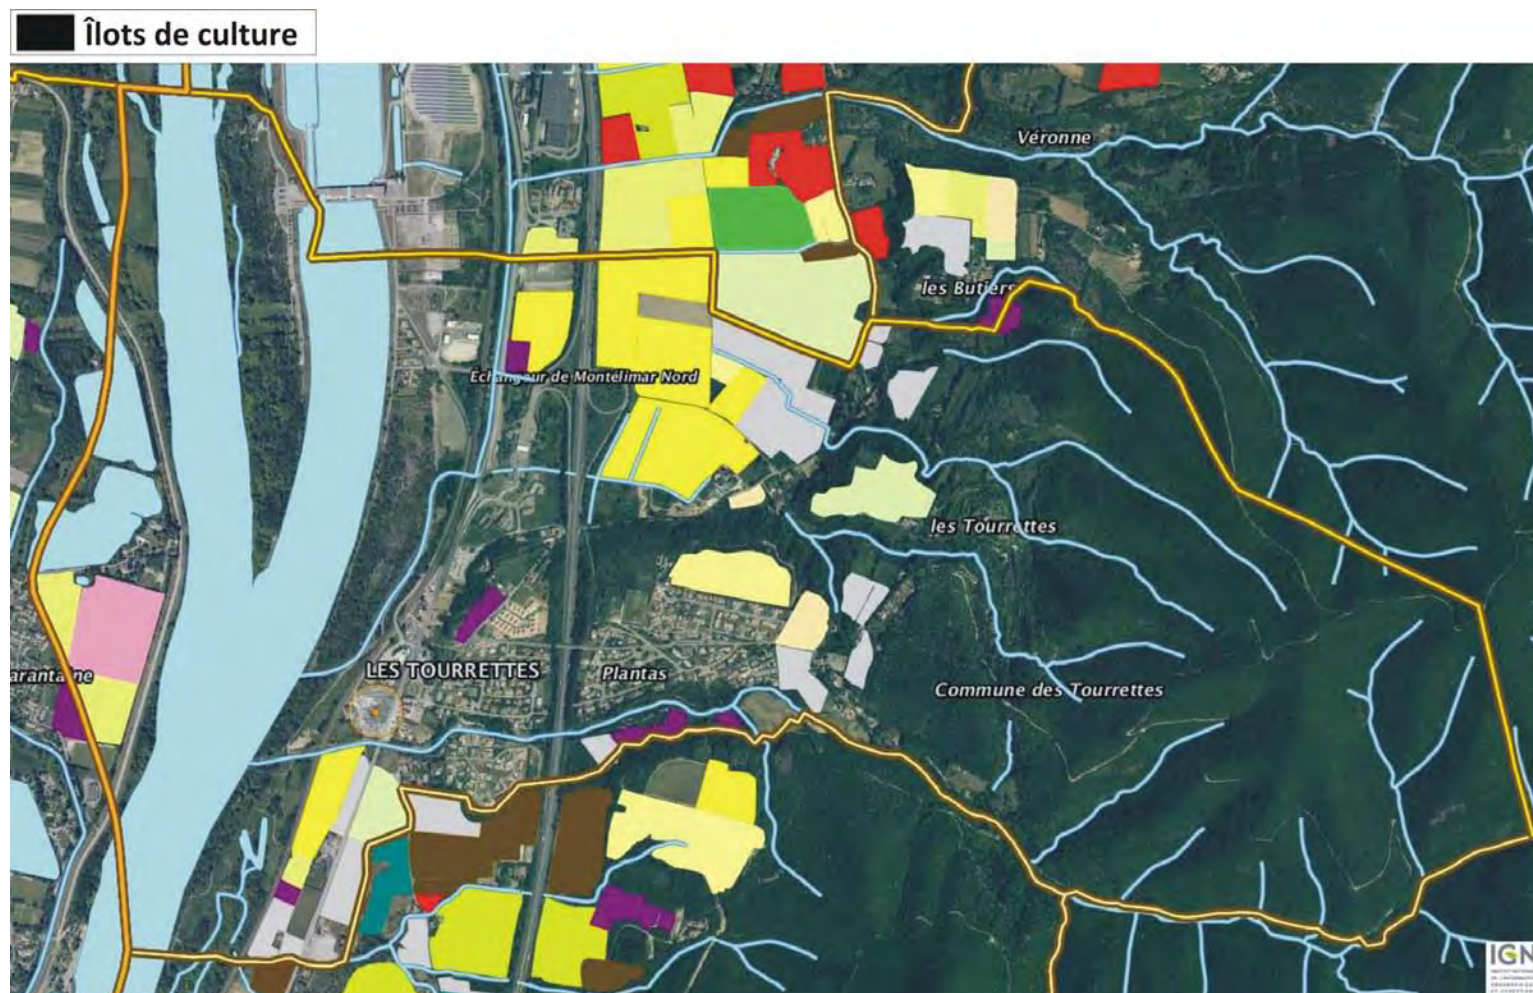 Îlots de culture
Véronne
les Butiers
Échangeur de Montélimar Nord
les Tourrettes
LES TOURRETTES
Plantas
arantaine
Commune des Tourrettes
IGN